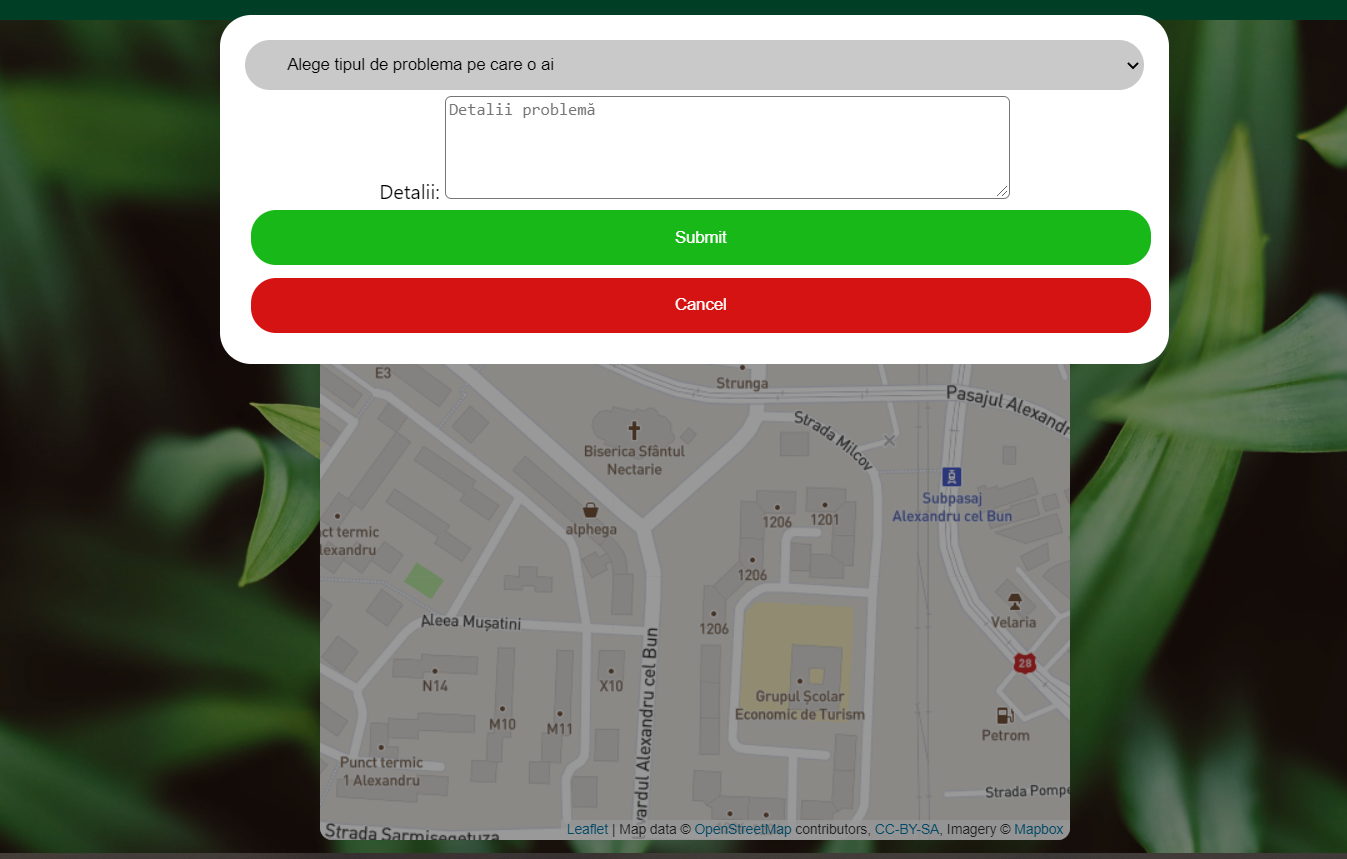 Alege tipul de problema pe care o ai
Detalii problemă
Detalii:
Submit
Cancel
E3
Strunga
Pasajul Alexandr
Strada Milcov
Biserica Sfântul
Nectarie
Subpasaj
Alexandru cel Bun
alphega
1206
1201
ct termic
lexandru
1206
Velaria
Aleea Mușatini
1206
28
N14
X10
Grupul Școlar
Economic de Turism
M10
M11
Petrom
vardul Alexandru cel Bun
Punct termic
1 Alexandru
Strada Pompe
Strada Sarmisegetuza
Leaflet | Map data © OpenStreetMap contributors, CC-BY-SA, Imagery © Mapbox